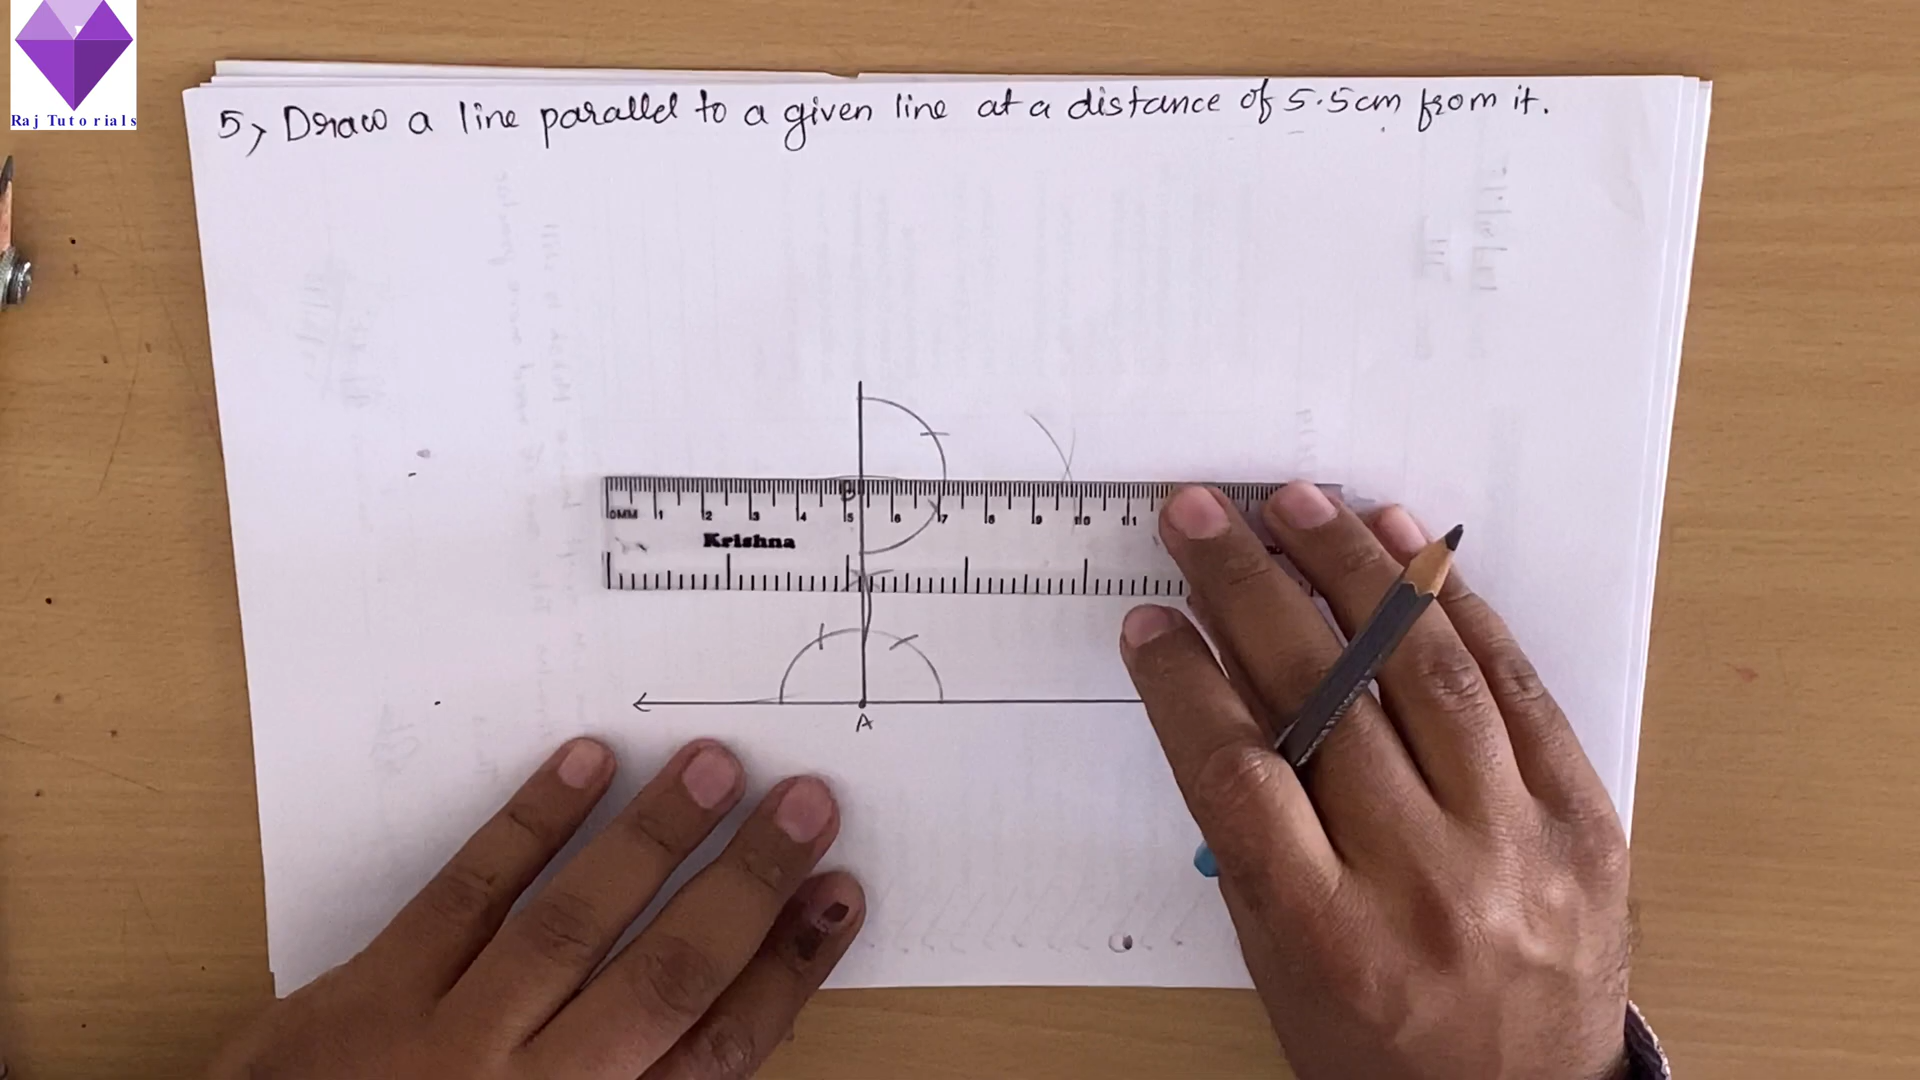 Raj Tutorials
5, Draw a line parallel to a given line at a distance of 5.5cm from it.
B
0MM 1 2 3 4 5 6 7 8 9 10 11
Krishna
A